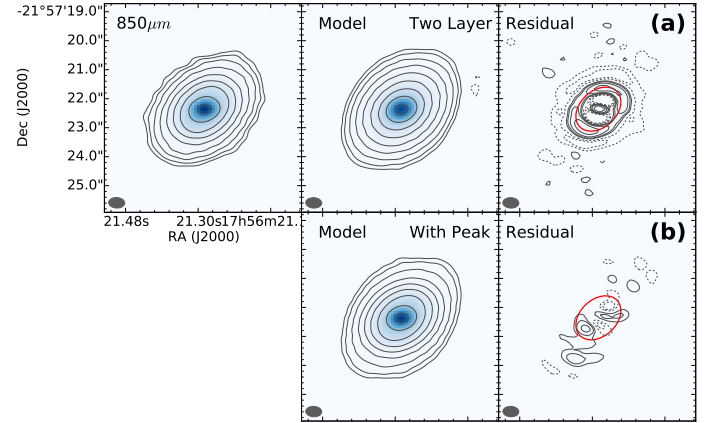 850μm
Model Two Layer
Residual (a)
-21°57'19.0"
20.0"
21.0"
22.0"
23.0"
24.0"
25.0"
Dec (J2000)
21.48s 21.30s17h56m21.
RA (J2000)
Model With Peak
Residual (b)